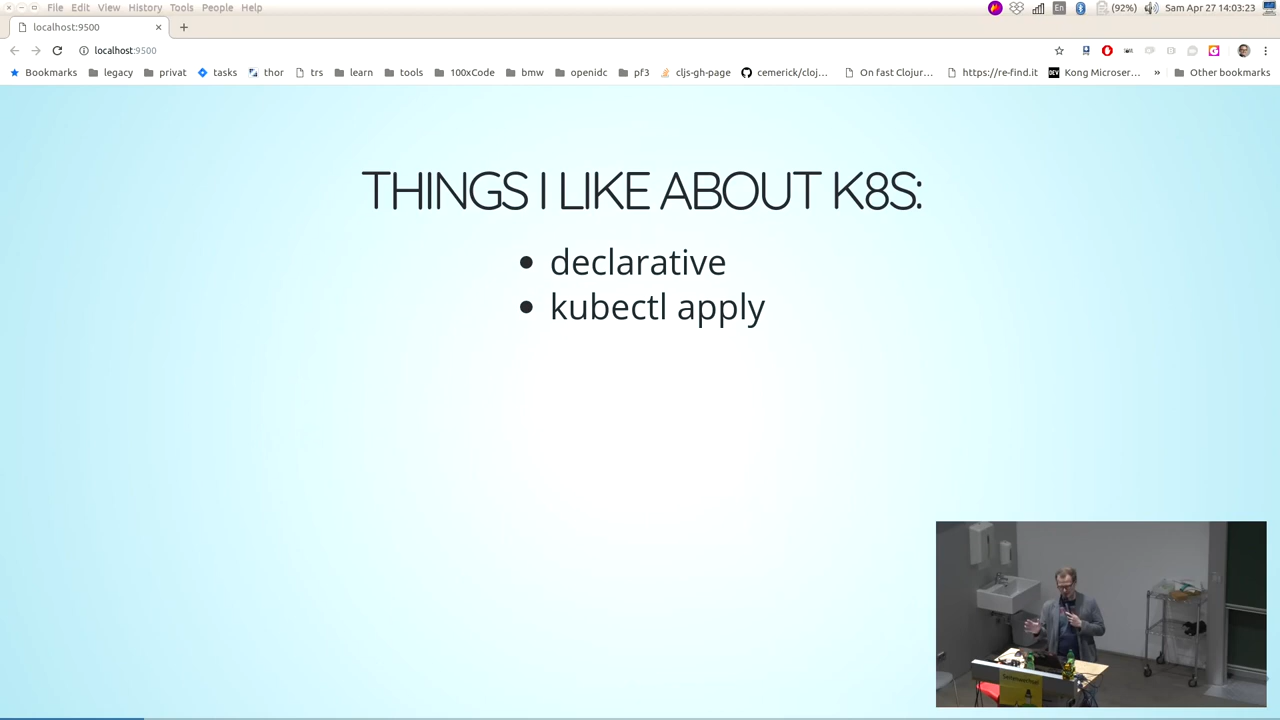 File Edit View History Tools People Help
En (92%) Sam Apr 27 14:03:23
localhost:9500
localhost:9500
Bookmarks legacy privat tasks thor trs learn tools 100xCode bmw openidc pf3 cljs-gh-page cemerick/cloj... On fast Clojur... https://re-find.it Kong Microser... » Other bookmarks
THINGS I LIKE ABOUT K8S:
• declarative
• kubectl apply